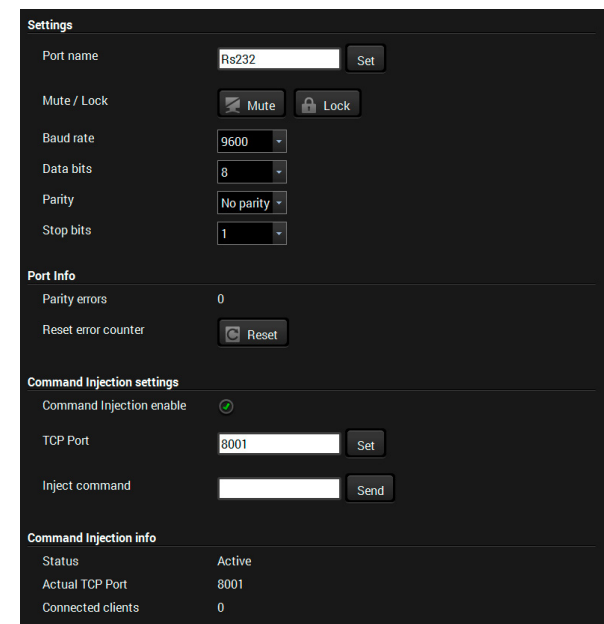 Settings
Port name Rs232 Set
Mute / Lock Mute Lock
Baud rate 9600
Data bits 8
Parity No parity
Stop bits 1
Port Info
Parity errors 0
Reset error counter Reset
Command Injection settings
Command Injection enable
TCP Port 8001 Set
Inject command Send
Command Injection info
Status Active
Actual TCP Port 8001
Connected clients 0